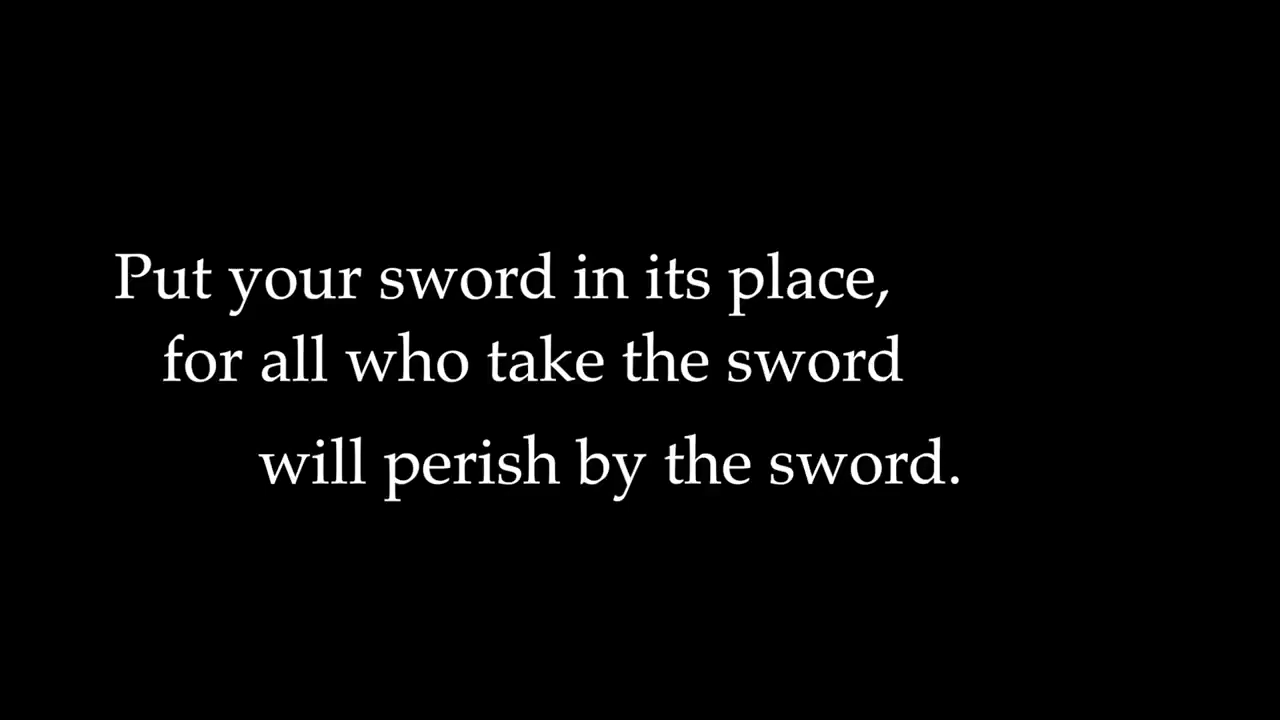 Put your sword in its place,
for all who take the sword
will perish by the sword.